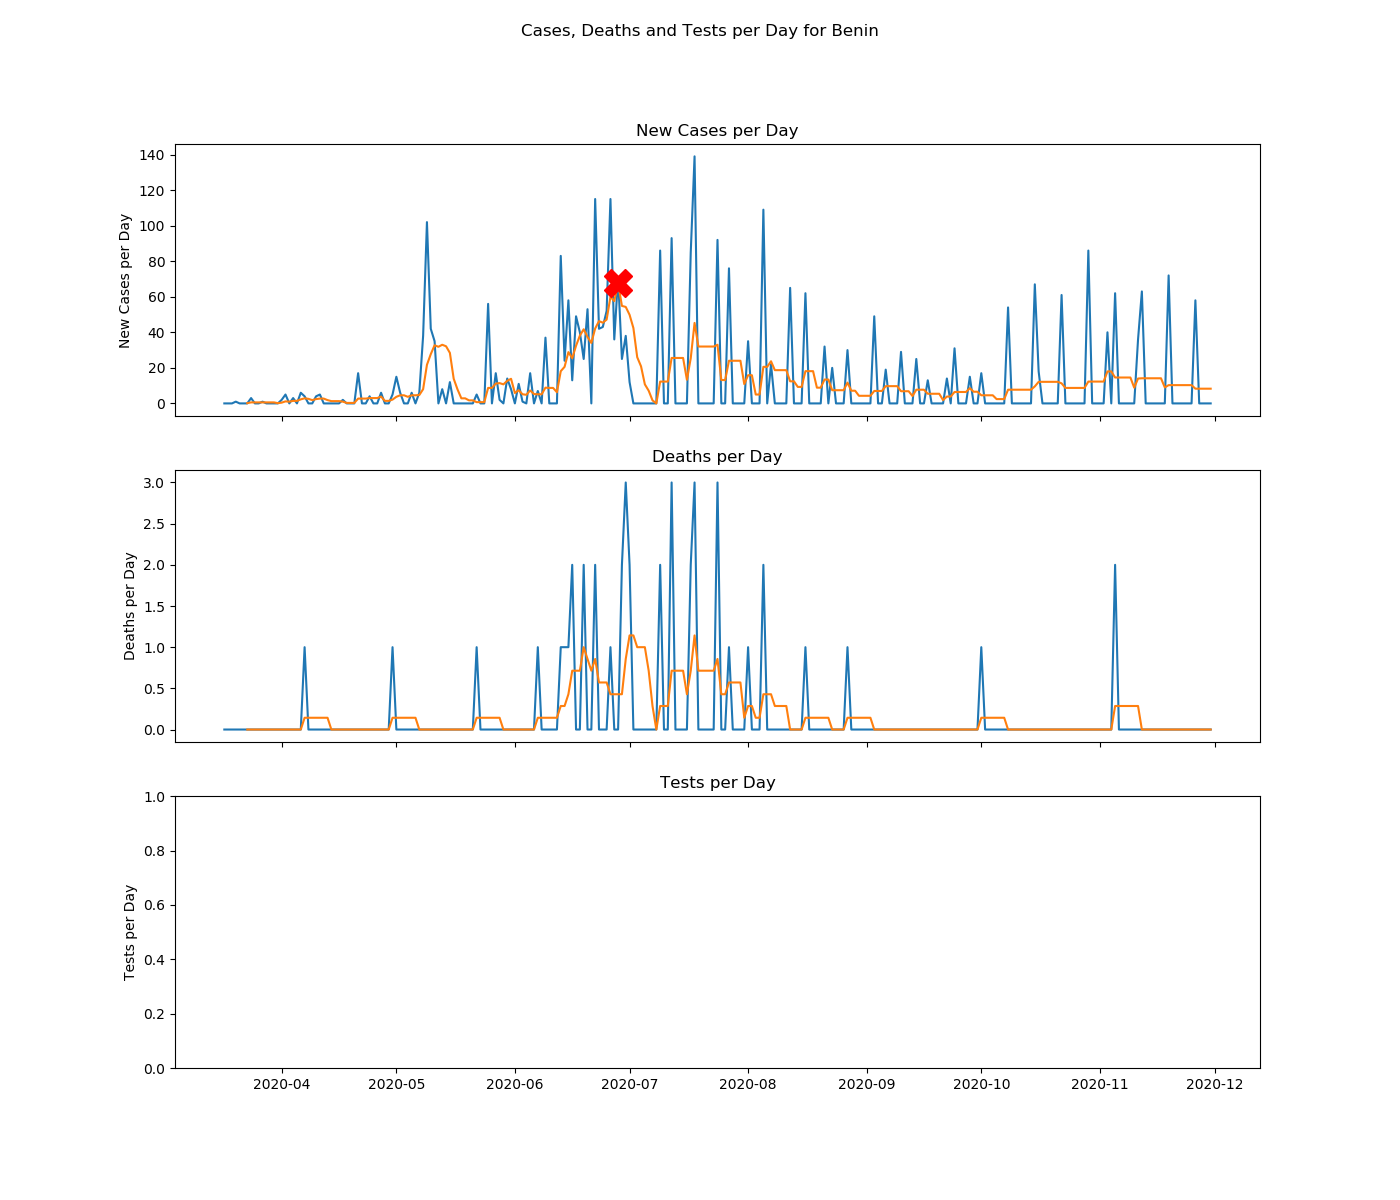 Cases, Deaths and Tests per Day for Benin
New Cases per Day
New Cases per Day
140
120
100
80
60
40
20
0
Deaths per Day
Deaths per Day
3.0
2.5
2.0
1.5
1.0
0.5
0.0
Tests per Day
Tests per Day
1.0
0.8
0.6
0.4
0.2
0.0
2020-04 2020-05 2020-06 2020-07 2020-08 2020-09 2020-10 2020-11 2020-12